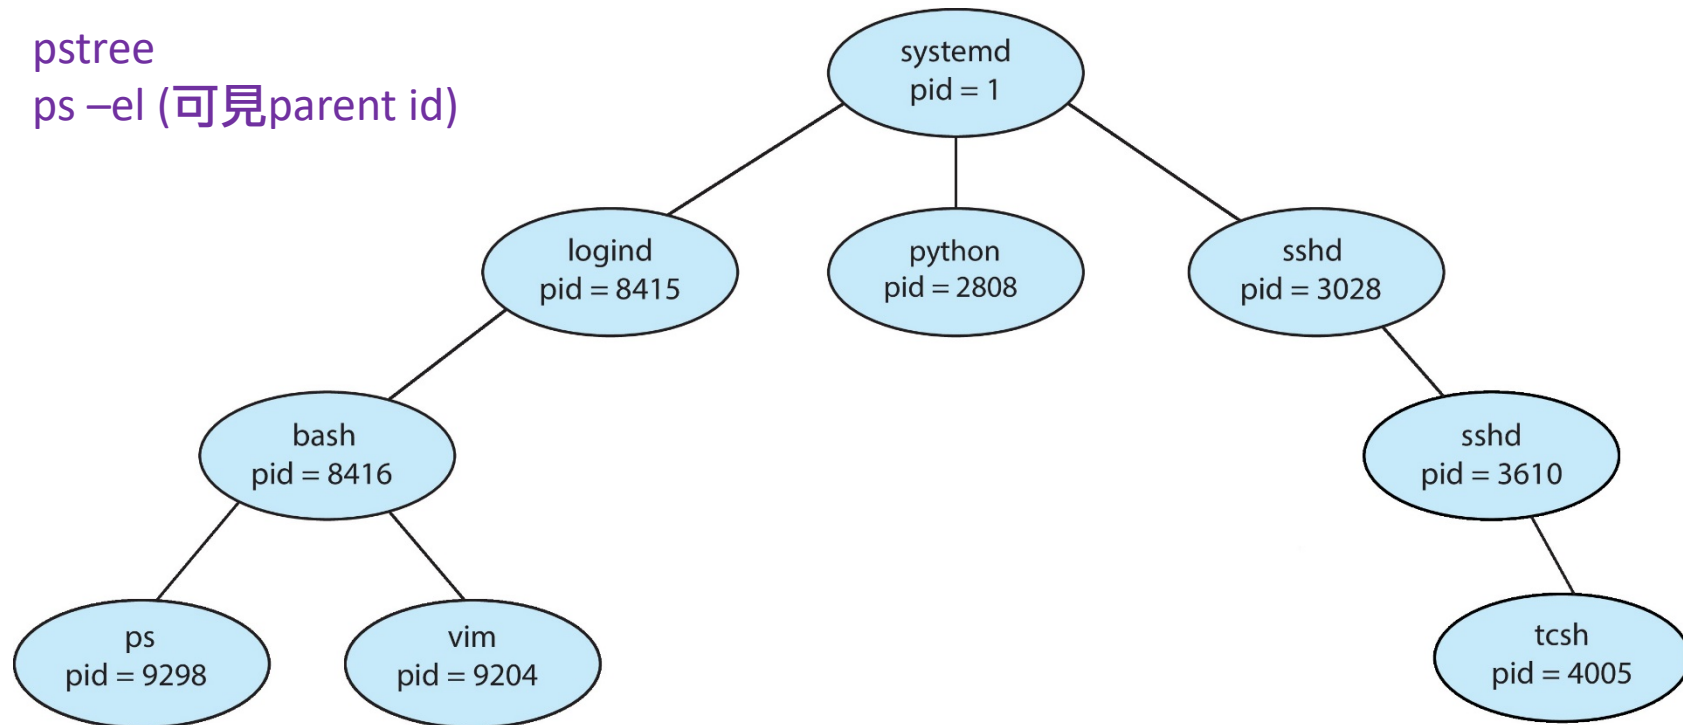 pstree
ps –el (可見parent id)
systemd
pid = 1
logind
pid = 8415
python
pid = 2808
sshd
pid = 3028
bash
pid = 8416
sshd
pid = 3610
ps
pid = 9298
vim
pid = 9204
tcsh
pid = 4005